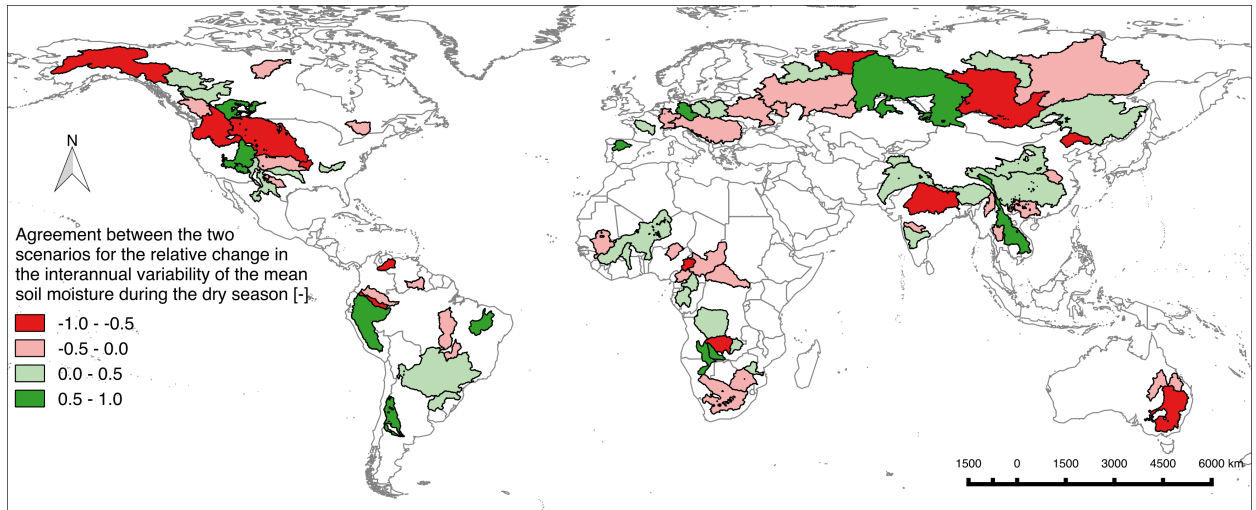 N
Agreement between the two
scenarios for the relative change in
the interannual variability of the mean
soil moisture during the dry season [-]
-1.0 - -0.5
-0.5 - 0.0
0.0 - 0.5
0.5 - 1.0
1500 0 1500 3000 4500 6000 km